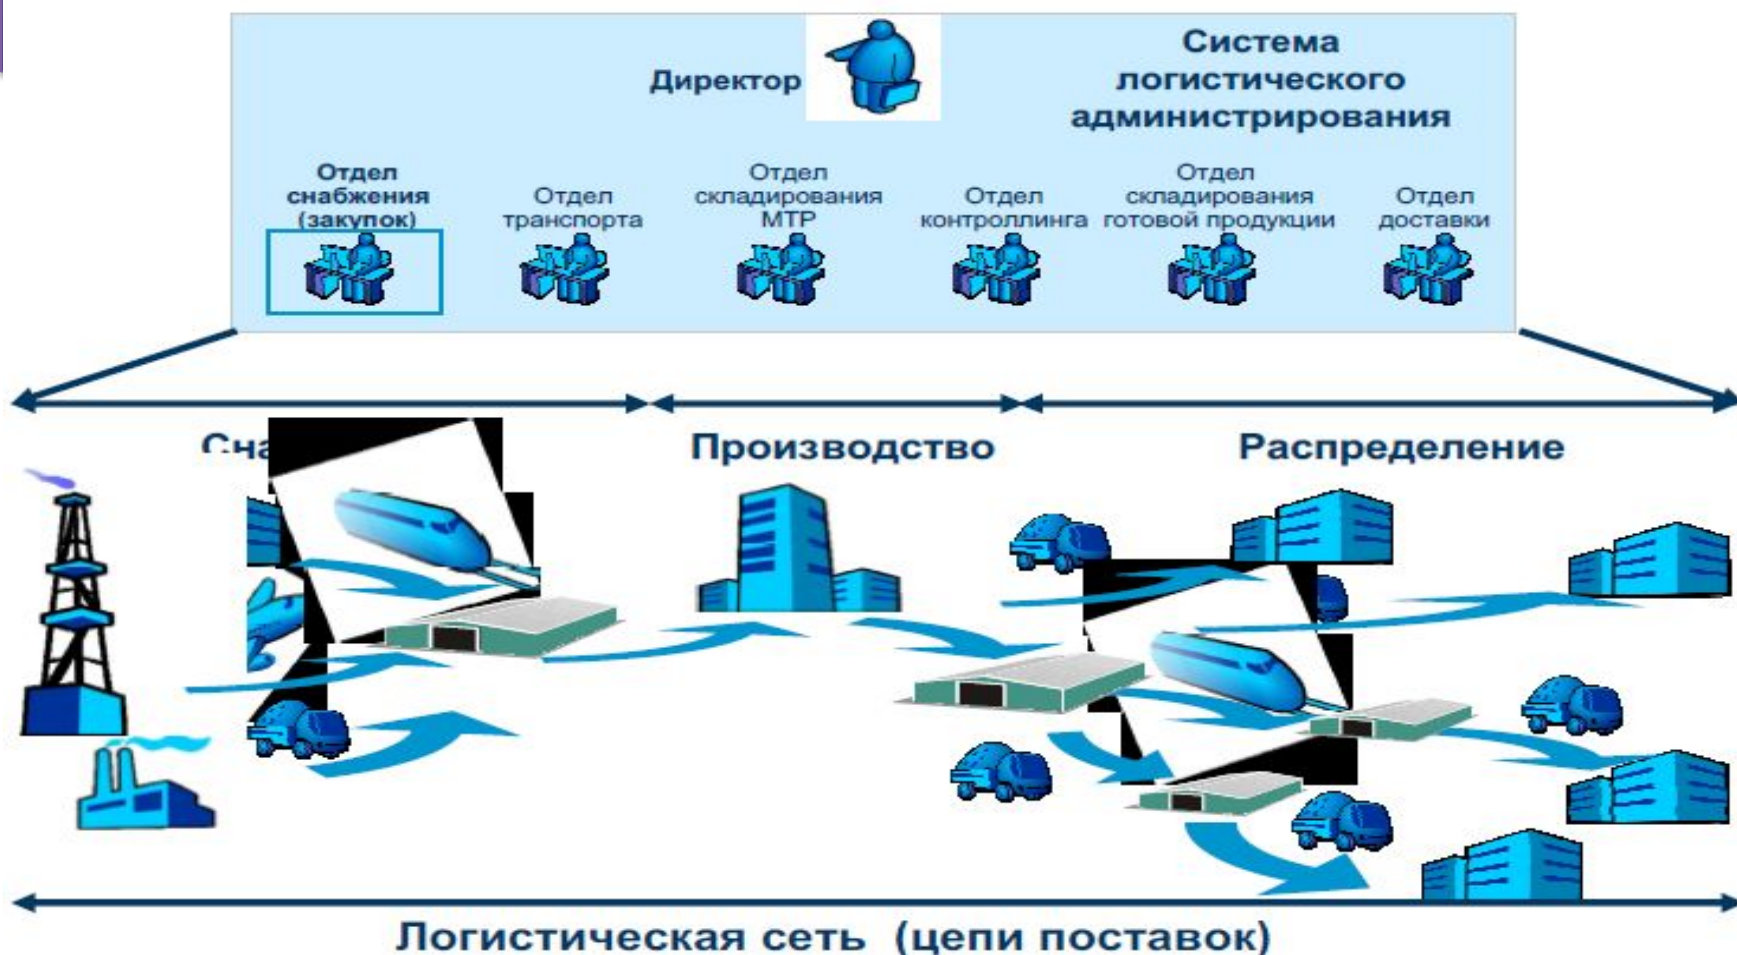 Директор
Система
логистического
администрирования
Отдел
снабжения
(закупок)
Отдел
транспорта
Отдел
складирования
МТР
Отдел
контроллинга
Отдел
складирования
готовой продукции
Отдел
доставки
Производство
Распределение
Логистическая сеть (цепи поставок)